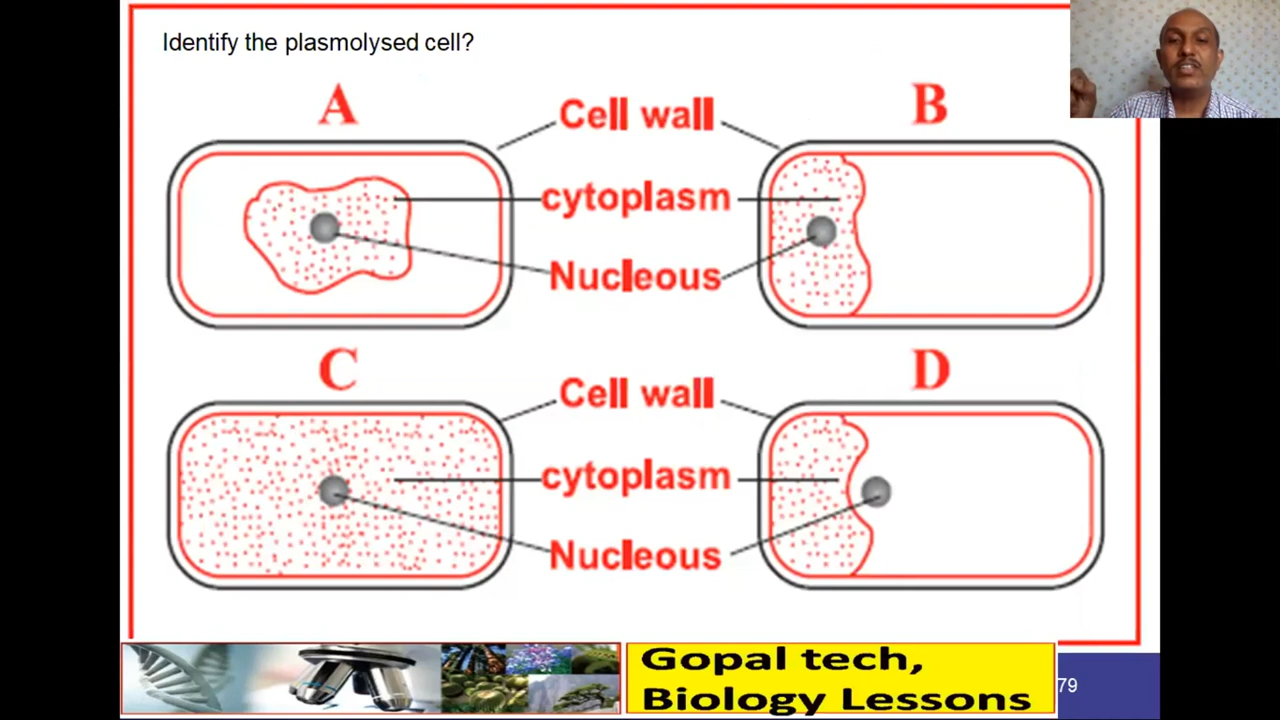 Identify the plasmolysed cell?
A
Cell wall
B
cytoplasm
Nucleous
C
Cell wall
D
cytoplasm
Nucleous
Gopal tech,
Biology Lessons
79